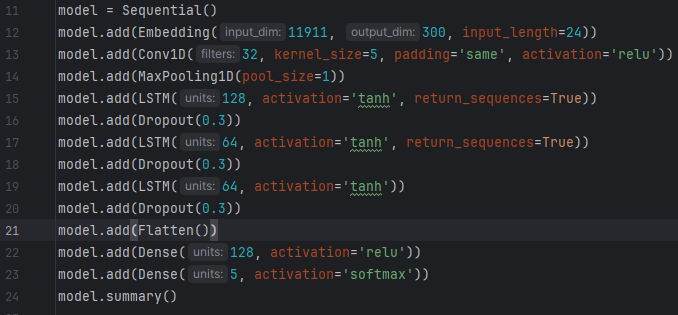 11 model = Sequential()
12 model.add(Embedding( input_dim: 11911, output_dim: 300, input_length=24))
13 model.add(Conv1D( filters: 32, kernel_size=5, padding='same', activation='relu'))
14 model.add(MaxPooling1D(pool_size=1))
15 model.add(LSTM( units: 128, activation='tanh', return_sequences=True))
16 model.add(Dropout(0.3))
17 model.add(LSTM( units: 64, activation='tanh', return_sequences=True))
18 model.add(Dropout(0.3))
19 model.add(LSTM( units: 64, activation='tanh'))
20 model.add(Dropout(0.3))
21 model.add(Flatten())
22 model.add(Dense( units: 128, activation='relu'))
23 model.add(Dense( units: 5, activation='softmax'))
24 model.summary()